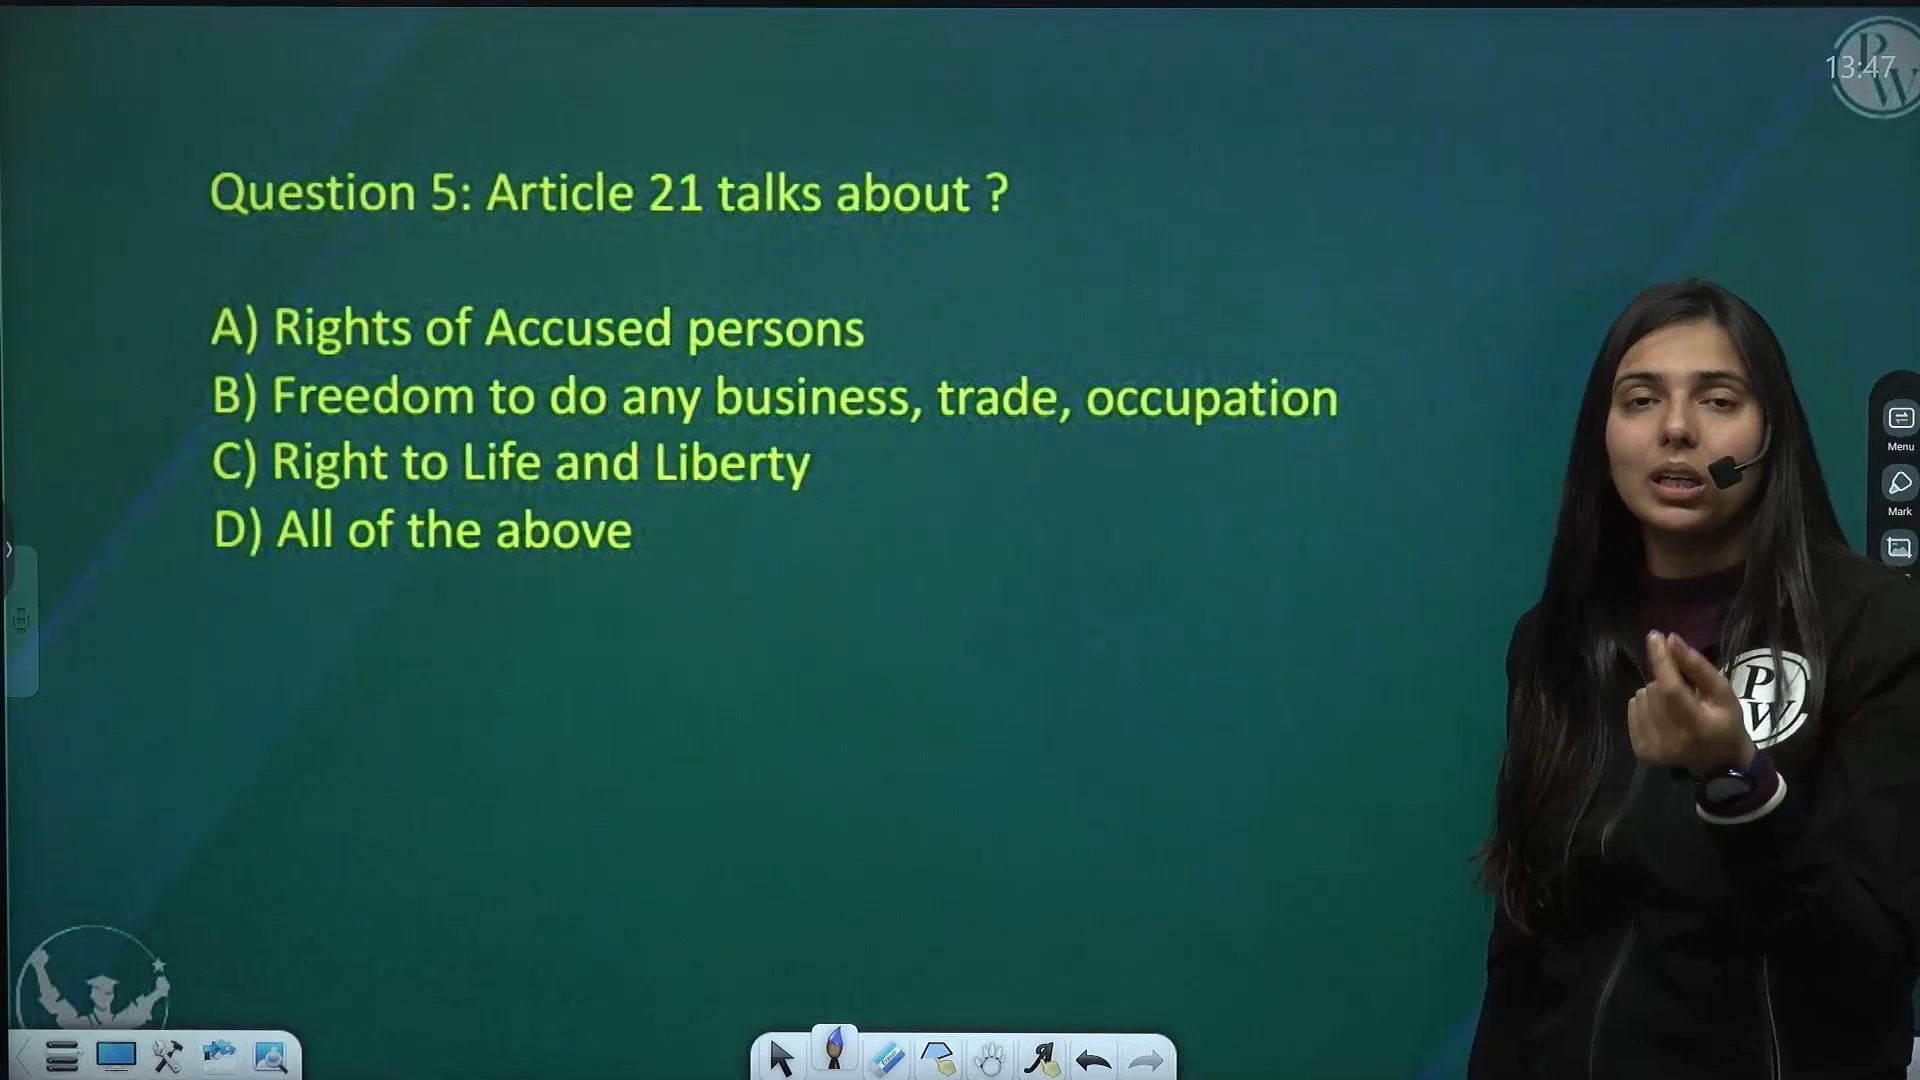 P
W
13:47
Question 5: Article 21 talks about ?
A) Rights of Accused persons
B) Freedom to do any business, trade, occupation
C) Right to Life and Liberty
D) All of the above
Menu
Mark
P
W